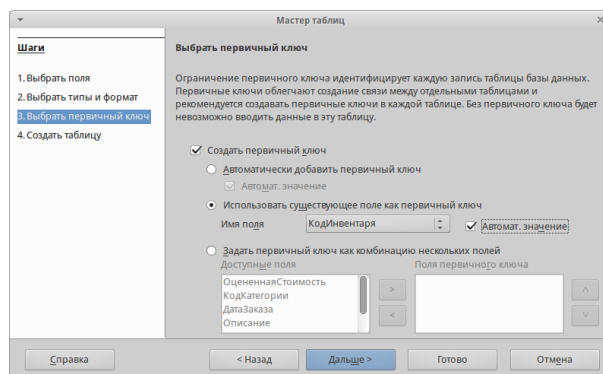 Мастер таблиц
Шаги
1. Выбрать поля
2. Выбрать типы и формат
3. Выбрать первичный ключ
4. Создать таблицу
Выбрать первичный ключ
Ограничение первичного ключа идентифицирует каждую запись таблицы базы данных.
Первичные ключи облегчают создание связи между отдельными таблицами и
рекомендуется создавать первичные ключи в каждой таблице. Без первичного ключа будет
невозможно вводить данные в эту таблицу.
Создать первичный ключ
Автоматически добавить первичный ключ
Автомат. значение
Использовать существующее поле как первичный ключ
Имя поля КодИнвентаря Автомат. значение
Задать первичный ключ как комбинацию нескольких полей
Доступные поля Поля первичного ключа
ОцененнаяСтоимость
КодКатегории
ДатаЗаказа
Описание
>
<
Справка < Назад Дальше > Готово Отмена